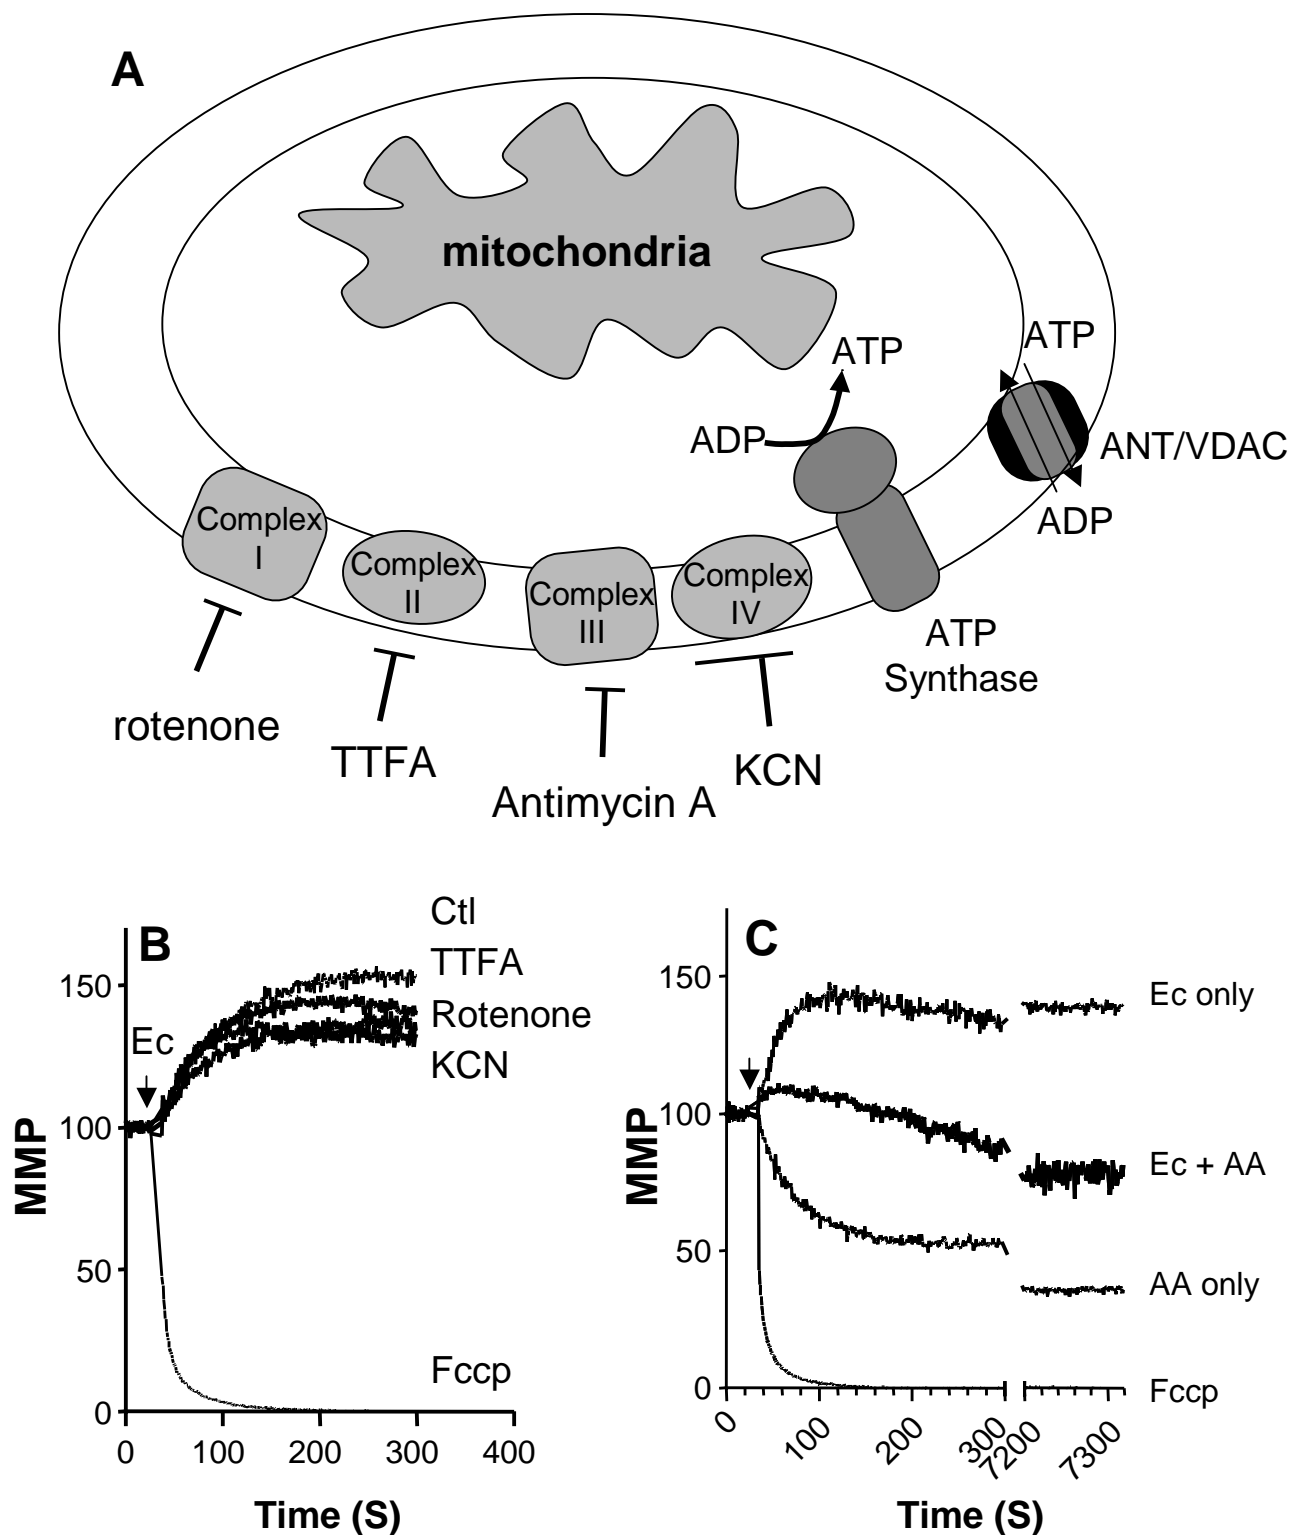 A
mitochondria
ATP
ATP
ADP
ANT/VDAC
ADP
Complex
I
Complex
II
Complex
III
Complex
IV
ATP
Synthase
rotenone
TTFA
Antimycin A
KCN
B
Ctl
TTFA
Rotenone
KCN
Ec
Fccp
MMP
150
100
50
0
0 100 200 300 400
Time (S)
C
Ec only
Ec + AA
AA only
Fccp
MMP
150
100
50
0
0 100 200 300 7200 7300
Time (S)